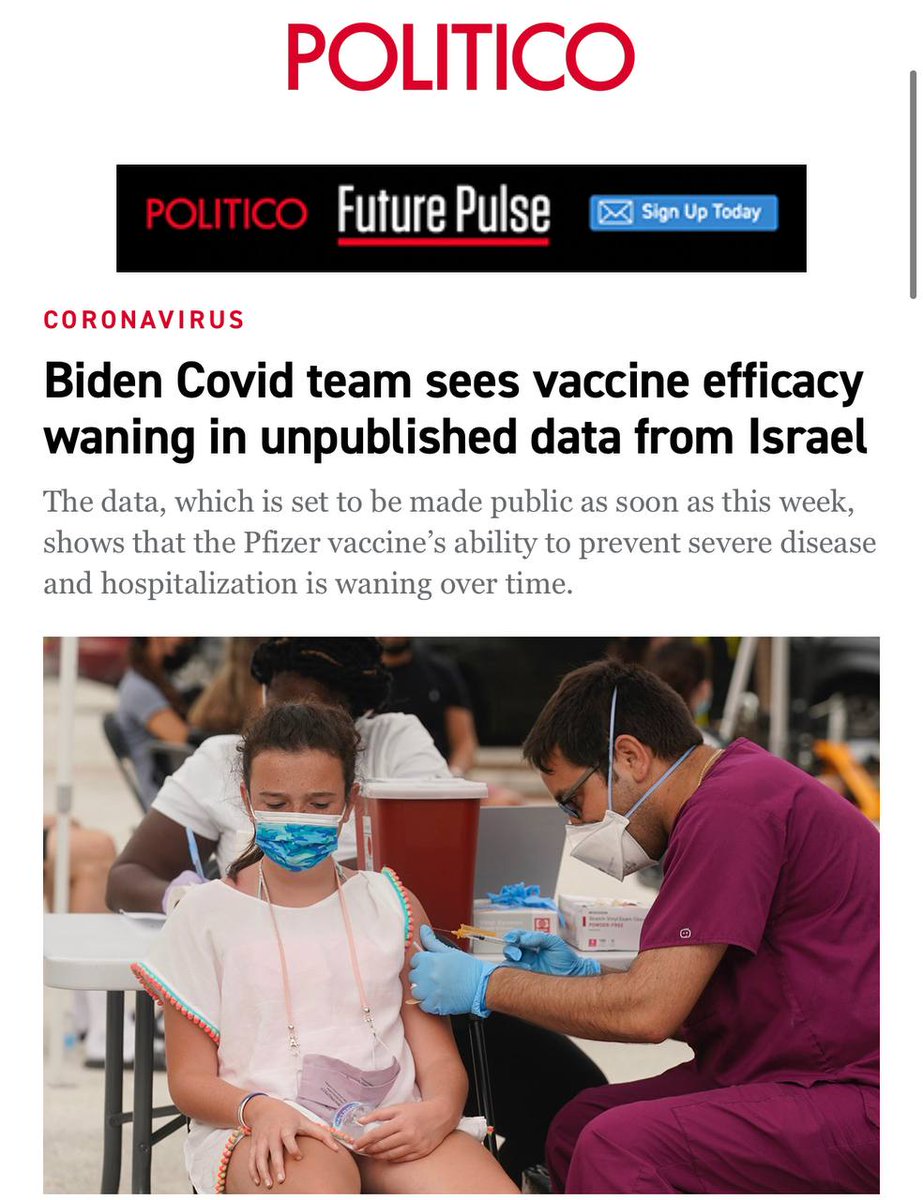 POLITICO
POLITICO Future Pulse Sign Up Today
CORONAVIRUS
Biden Covid team sees vaccine efficacy
waning in unpublished data from Israel
The data, which is set to be made public as soon as this week,
shows that the Pfizer vaccine’s ability to prevent severe disease
and hospitalization is waning over time.
POWDER-FREE